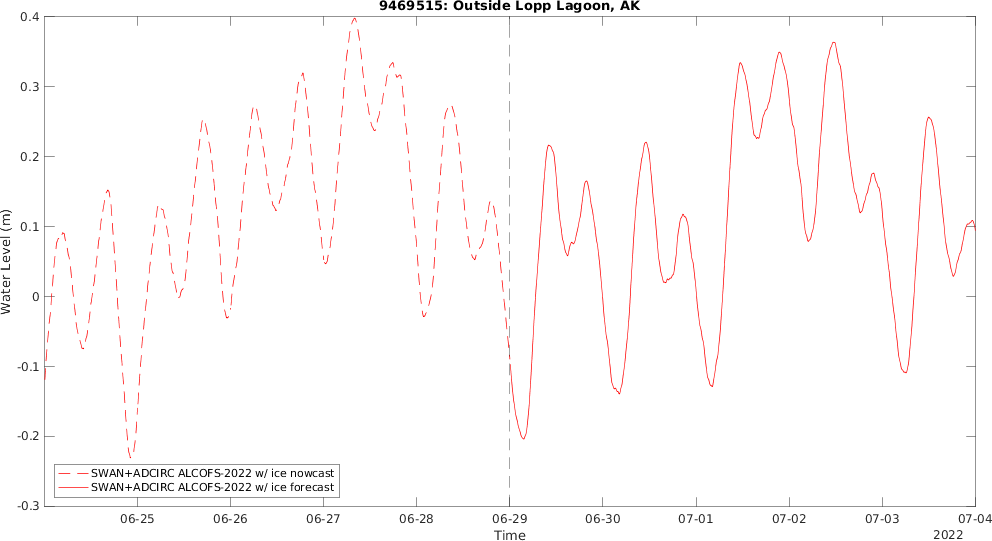 9469515: Outside Lopp Lagoon, AK
0.4
0.3
0.2
0.1
0
-0.1
-0.2
-0.3
Water Level (m)
SWAN+ADCIRC ALCOFS-2022 w/ ice nowcast
SWAN+ADCIRC ALCOFS-2022 w/ ice forecast
06-25 06-26 06-27 06-28 06-29 06-30 07-01 07-02 07-03 07-04
Time
2022